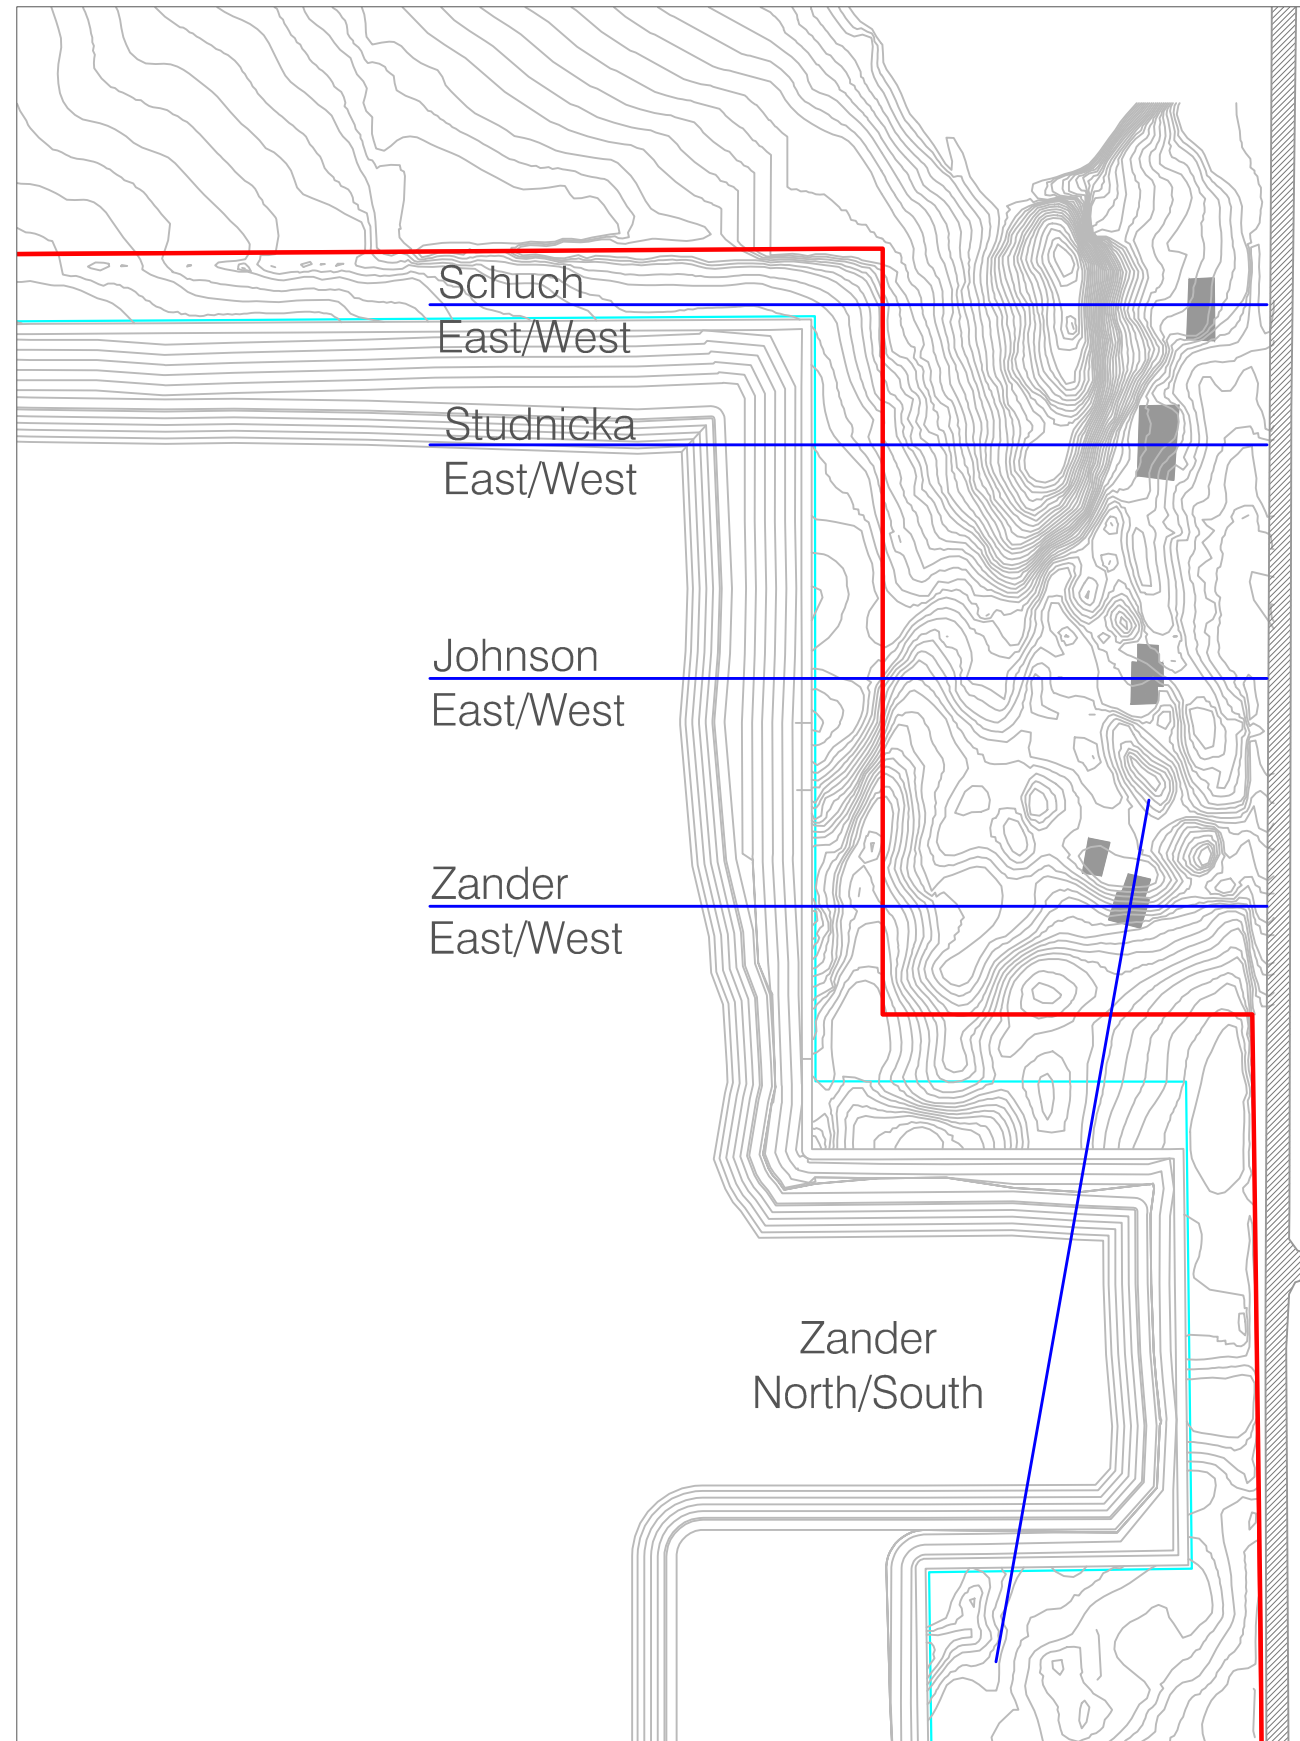 Schuch
East/West
Studnicka
East/West
Johnson
East/West
Zander
East/West
Zander
North/South